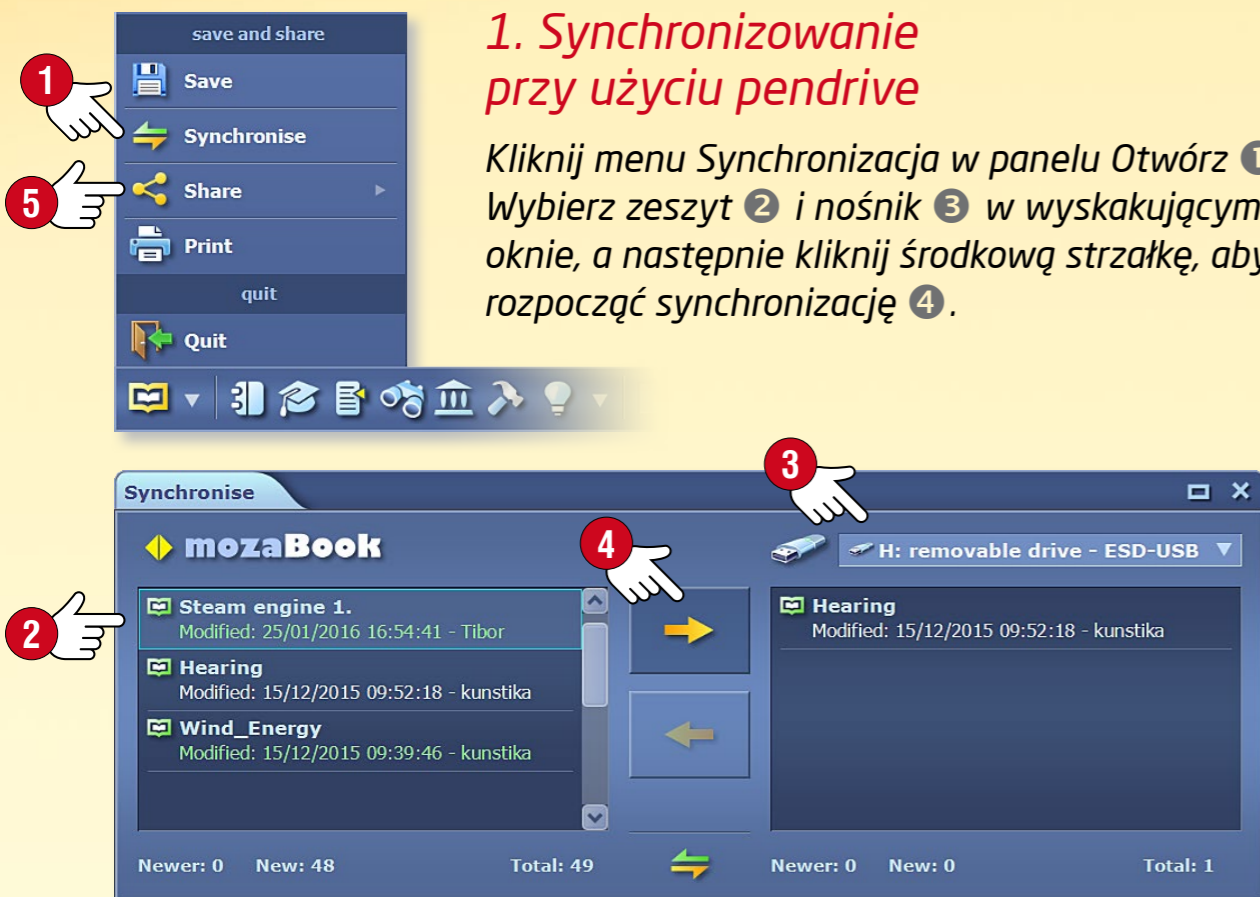 save and share
1
Save
Synchronise
5
Share
Print
quit
Quit
1. Synchronizowanie
przy użyciu pendrive
Kliknij menu Synchronizacja w panelu Otwórz 1
Wybierz zeszyt 2 i nośnik 3 w wyskakującym
oknie, a następnie kliknij środkową strzałkę, aby
rozpocząć synchronizację 4.
Synchronise
3
mozaBook
4
H: removable drive - ESD-USB
2
Steam engine 1.
Modified: 25/01/2016 16:54:41 - Tibor
Hearing
Modified: 15/12/2015 09:52:18 - kunstika
Wind_Energy
Modified: 15/12/2015 09:39:46 - kunstika
Newer: 0 New: 48 Total: 49
Hearing
Modified: 15/12/2015 09:52:18 - kunstika
Newer: 0 New: 0 Total: 1